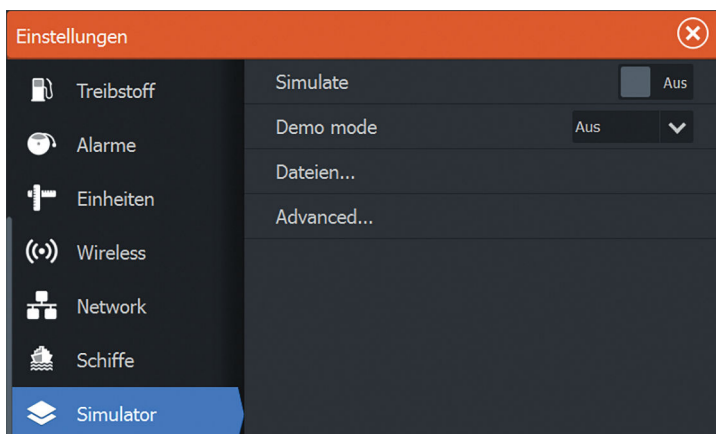 Einstellungen
Treibstoff
Alarme
Einheiten
Wireless
Network
Schiffe
Simulator
Simulate Aus
Demo mode Aus
Dateien...
Advanced...